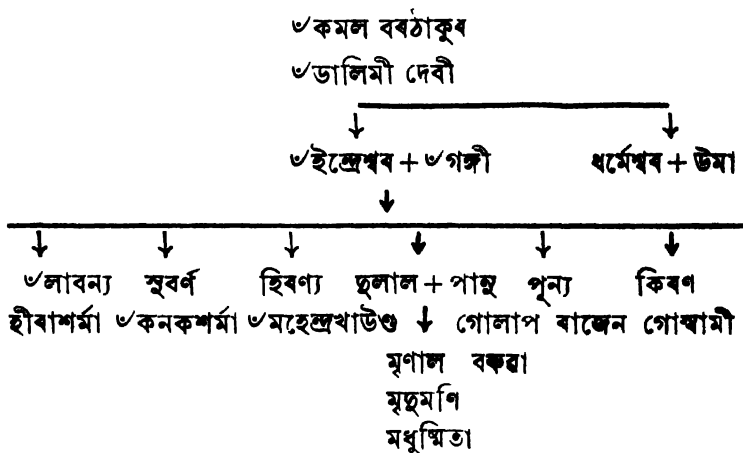 ঁকমল বৰঠাকুৰ
ঁডালিমী দেবী
ঁইন্দ্ৰেশ্বৰ + ঁগঙ্গী ধৰ্মেশ্বৰ + উমা
ঁলাবন্য সুবৰ্ণ হিৰণ্য দুলাল + পানু পূন্য কিৰণ
হীৰাশৰ্মা ঁকনকশৰ্মা ঁমহেন্দ্ৰখাউণ্ড গোলাপ ৰাজেন গোস্বামী
মৃণাল বৰুৱা
মৃদুমণি
মধুষ্মিতা